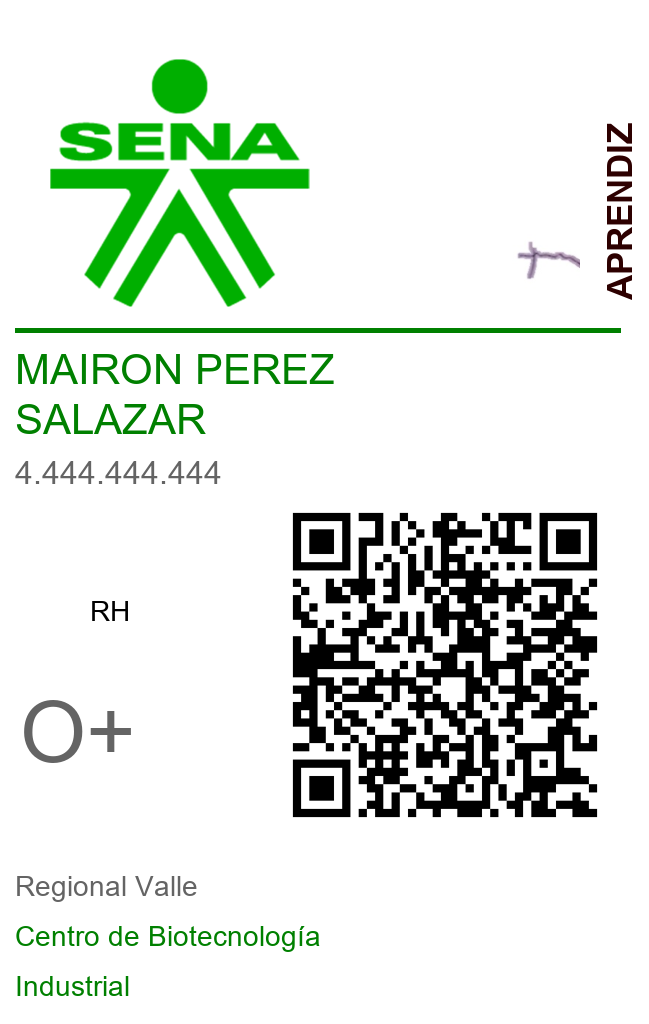 SENA
APRENDIZ
MAIRON PEREZ
SALAZAR
4.444.444.444
RH
O+
Regional Valle
Centro de Biotecnología
Industrial